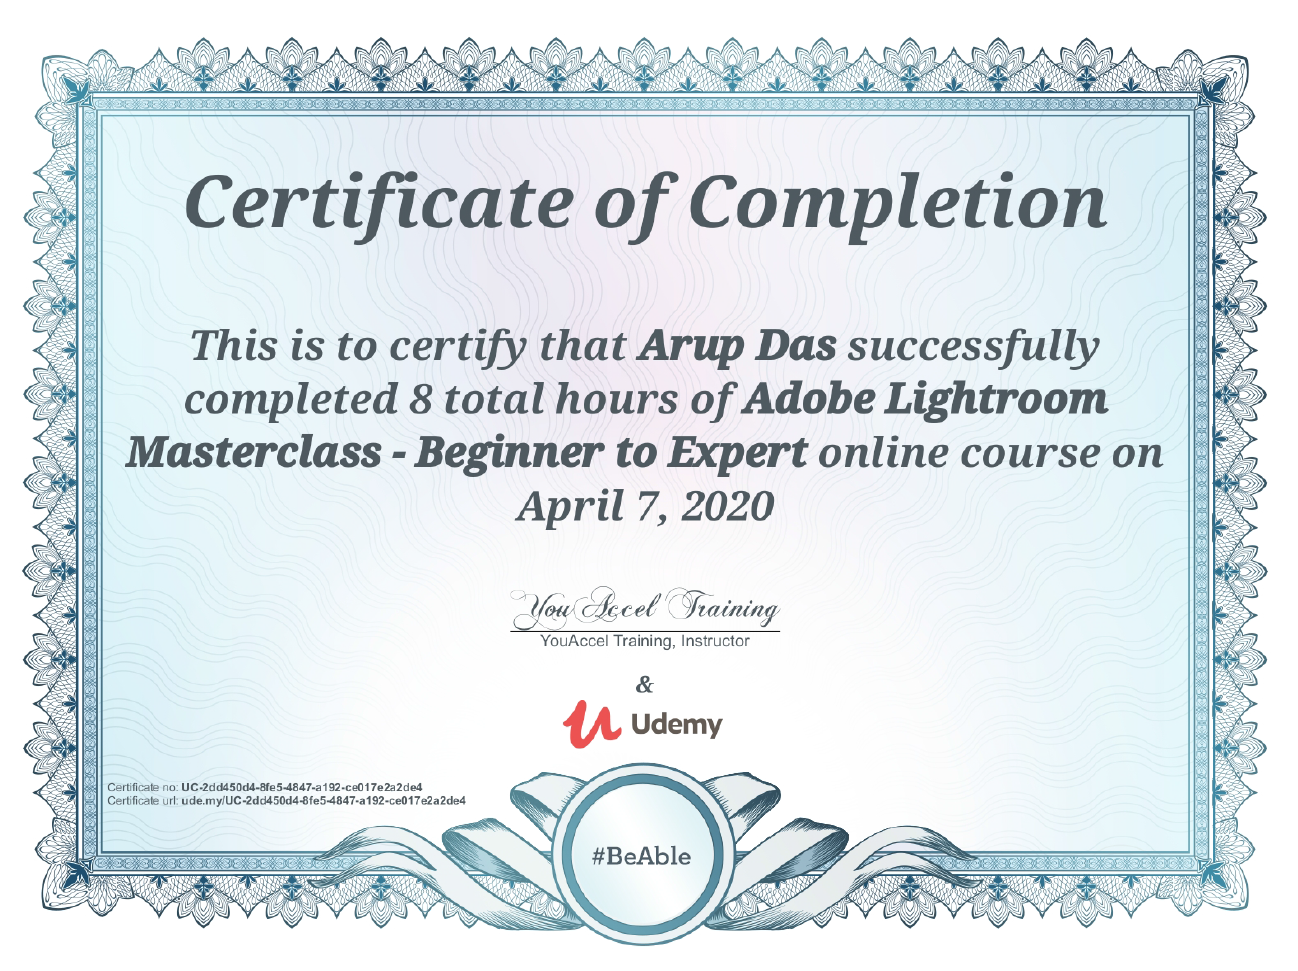 Certificate of Completion
This is to certify that Arup Das successfully
completed 8 total hours of Adobe Lightroom
Masterclass - Beginner to Expert online course on
April 7, 2020
YouAccel Training
YouAccel Training, Instructor
&
Udemy
Certificate no: UC-2dd450d4-8fe5-4847-a192-ce017e2a2de4
Certificate url: ude.my/UC-2dd450d4-8fe5-4847-a192-ce017e2a2de4
#BeAble